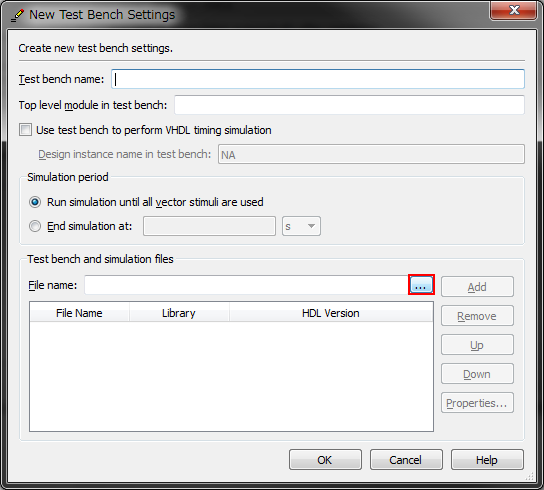 New Test Bench Settings
Create new test bench settings.
Test bench name:
Top level module in test bench:
Use test bench to perform VHDL timing simulation
Design instance name in test bench: NA
Simulation period
Run simulation until all vector stimuli are used
End simulation at: s
Test bench and simulation files
File name: ... Add
File Name Library HDL Version
Remove
Up
Down
Properties...
OK Cancel Help